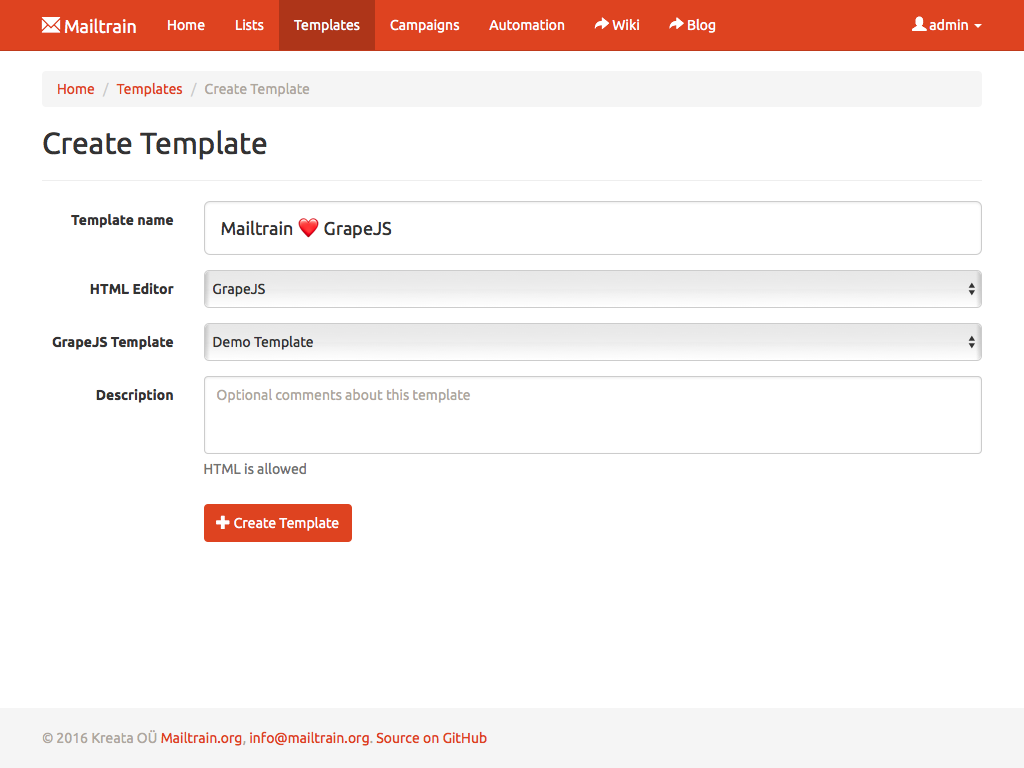 Mailtrain Home Lists Templates Campaigns Automation Wiki Blog admin
Home / Templates / Create Template
Create Template
Template name Mailtrain ❤️ GrapeJS
HTML Editor GrapeJS
GrapeJS Template Demo Template
Description Optional comments about this template
HTML is allowed
Create Template
© 2016 Kreata OÜ Mailtrain.org, info@mailtrain.org. Source on GitHub